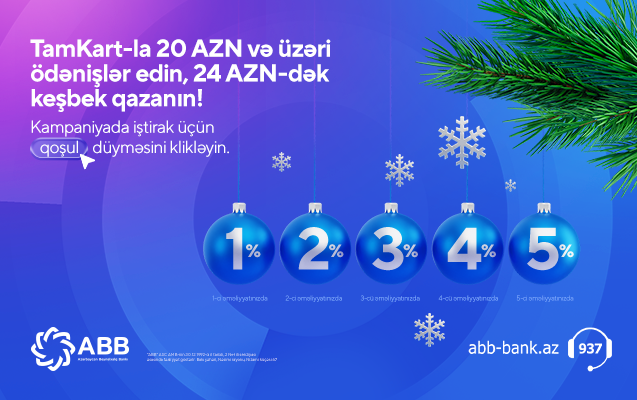 TamKart-la 20 AZN və üzəri
ödənişlər edin, 24 AZN-dək
keşbek qazanın!
Kampaniyada iştirak üçün
qoşul düyməsini klikləyin.
1% 2% 3% 4% 5%
1-ci əməliyyatınızda 2-ci əməliyyatınızda 3-cü əməliyyatınızda 4-cü əməliyyatınızda 5-ci əməliyyatınızda
ABB
Azərbaycan Beynəlxalq Bankı
abb-bank.az 937